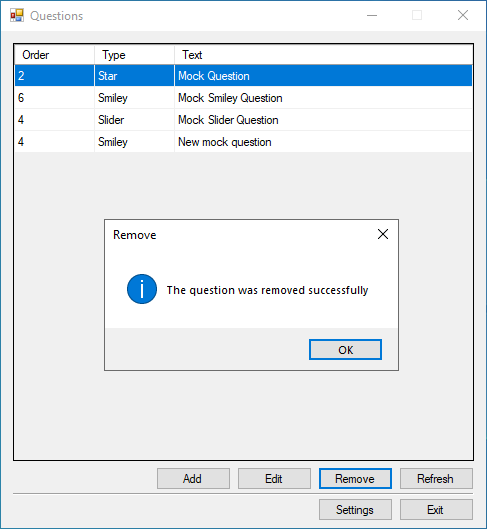 Questions
Order Type Text
2 Star Mock Question
6 Smiley Mock Smiley Question
4 Slider Mock Slider Question
4 Smiley New mock question
Remove
The question was removed successfully
OK
Add Edit Remove Refresh
Settings Exit